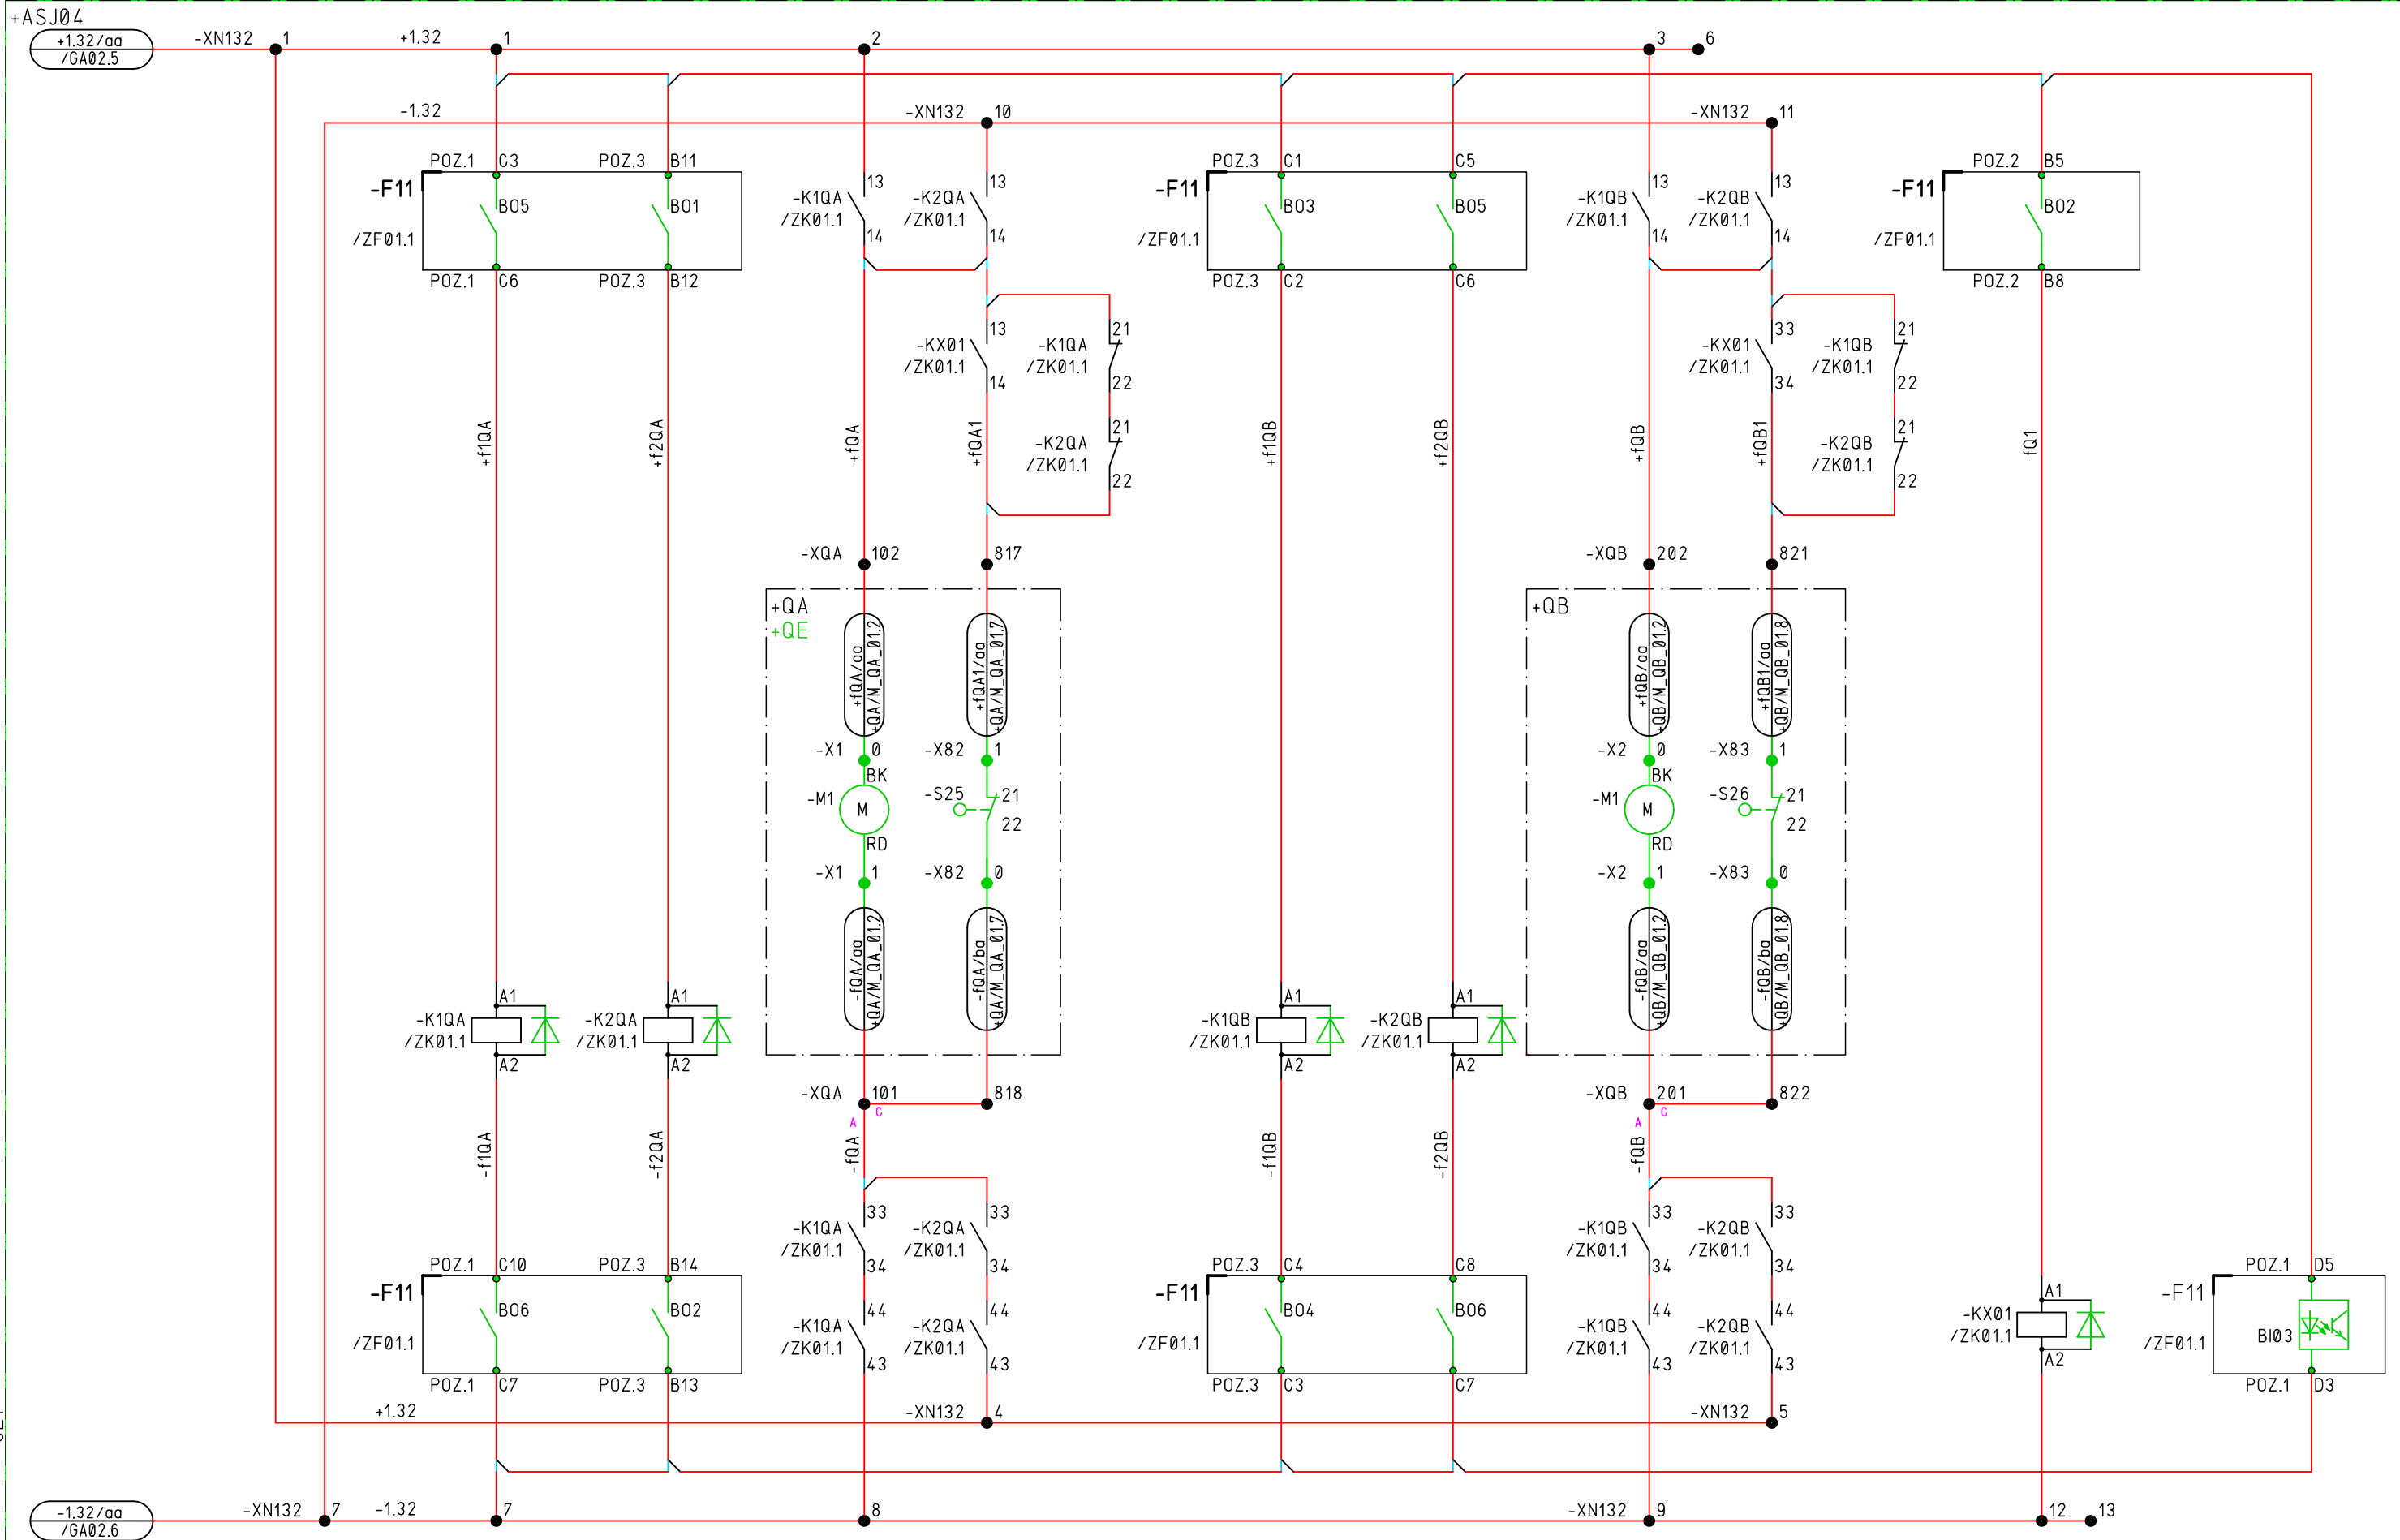 +ASJ04
+1.32/aa
/GA02.5
-XN132
1
+1.32
1
2
3
6
-1.32
-XN132
10
-XN132
11
POZ.1
C3
POZ.3
B11
-F11
BO5
BO1
/ZF01.1
POZ.1
C6
POZ.3
B12
-K1QA
/ZK01.1
13
14
-K2QA
/ZK01.1
13
14
POZ.3
C1
C5
-F11
BO3
BO5
/ZF01.1
POZ.3
C2
C6
-K1QB
/ZK01.1
13
14
-K2QB
/ZK01.1
13
14
POZ.2
B5
-F11
BO2
/ZF01.1
POZ.2
B8
-KX01
/ZK01.1
13
14
-K1QA
/ZK01.1
21
22
-K2QA
/ZK01.1
21
22
-KX01
/ZK01.1
33
34
-K1QB
/ZK01.1
21
22
-K2QB
/ZK01.1
21
22
+f1QA
+f2QA
+fQA
+fQA1
+f1QB
+f2QB
+fQB
+fQB1
fQ1
-XQA
102
817
-XQB
202
821
+QA
+QE
+fQA/aa
+QA/M_QA_01.2
+fQA1/aa
+QA/M_QA_01.7
-X1
0
BK
-M1
M
RD
-X1
1
-X82
1
-S25
21
22
-X82
0
-fQA/aa
+QA/M_QA_01.2
-fQA/ba
+QA/M_QA_01.7
+QB
+fQB/aa
+QB/M_QB_01.2
+fQB1/aa
+QB/M_QB_01.8
-X2
0
BK
-M1
M
RD
-X2
1
-X83
1
-S26
21
22
-X83
0
-fQB/aa
+QB/M_QB_01.2
-fQB/ba
+QB/M_QB_01.8
-K1QA
/ZK01.1
A1
A2
-K2QA
/ZK01.1
A1
A2
-K1QB
/ZK01.1
A1
A2
-K2QB
/ZK01.1
A1
A2
-XQA
101
818
A
C
-XQB
201
822
A
C
-f1QA
-f2QA
-fQA
-f1QB
-f2QB
-fQB
POZ.1
C10
POZ.3
B14
-F11
BO6
BO2
/ZF01.1
POZ.1
C7
POZ.3
B13
-K1QA
/ZK01.1
33
34
-K2QA
/ZK01.1
33
34
-K1QA
/ZK01.1
44
43
-K2QA
/ZK01.1
44
43
POZ.3
C4
C8
-F11
BO4
BO6
/ZF01.1
POZ.3
C3
C7
-K1QB
/ZK01.1
33
34
-K2QB
/ZK01.1
33
34
-K1QB
/ZK01.1
44
43
-K2QB
/ZK01.1
44
43
-KX01
/ZK01.1
A1
A2
POZ.1
D5
-F11
BI03
/ZF01.1
POZ.1
D3
+1.32
-XN132
4
-XN132
5
-1.32/aa
/GA02.6
-XN132
7
-1.32
7
8
-XN132
9
12
13